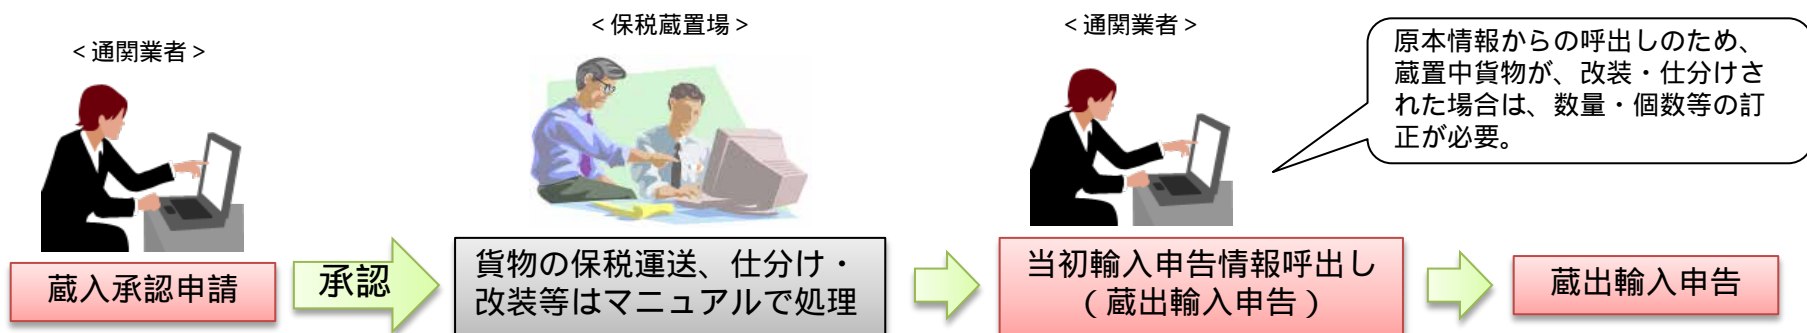 ＜通関業者＞
蔵入承認申請
承認
＜保税蔵置場＞
貨物の保税運送、仕分け・
改装等はマニュアルで処理
＜通関業者＞
当初輸入申告情報呼出し
（蔵出輸入申告）
原本情報からの呼出しのため、
蔵置中貨物が、改装・仕分けさ
れた場合は、数量・個数等の訂
正が必要。
蔵出輸入申告